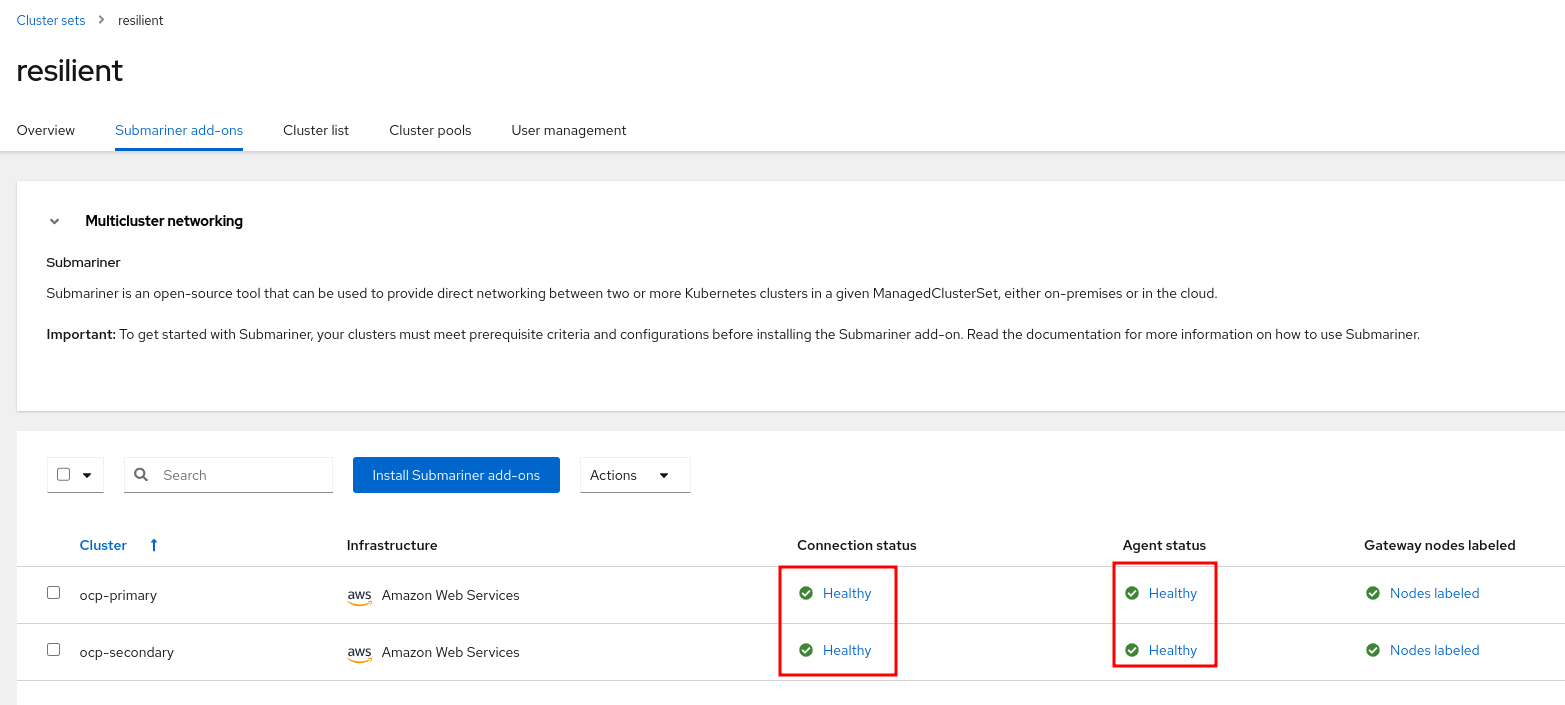 Cluster sets > resilient
resilient
Overview Submariner add-ons Cluster list Cluster pools User management
Multicluster networking
Submariner
Submariner is an open-source tool that can be used to provide direct networking between two or more Kubernetes clusters in a given ManagedClusterSet, either on-premises or in the cloud.
Important: To get started with Submariner, your clusters must meet prerequisite criteria and configurations before installing the Submariner add-on. Read the documentation for more information on how to use Submariner.
Search Install Submariner add-ons Actions
Cluster Infrastructure Connection status Agent status Gateway nodes labeled
ocp-primary aws Amazon Web Services Healthy Healthy Nodes labeled
ocp-secondary aws Amazon Web Services Healthy Healthy Nodes labeled